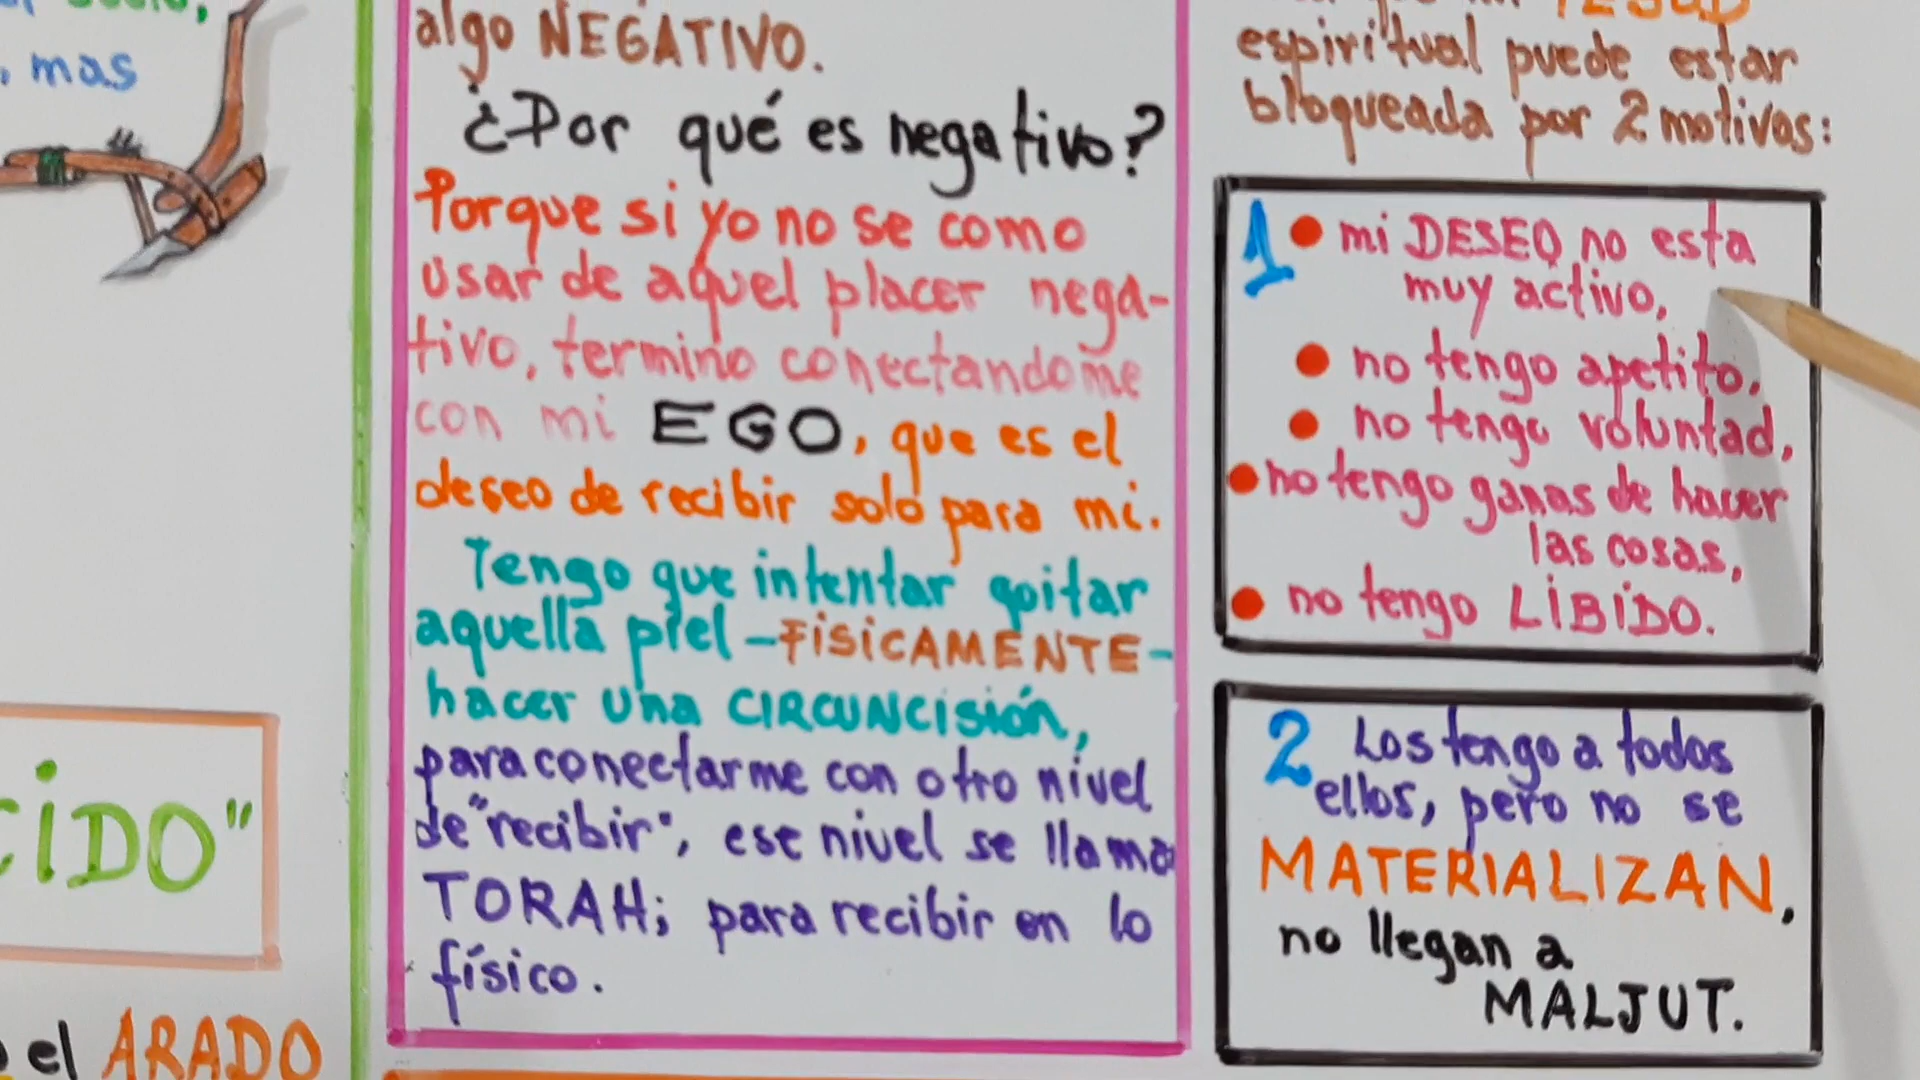 mas
CIDO"
el ARADO
algo NEGATIVO.
¿Por qué es negativo?
Porque si yo no se como
usar de aquel placer nega-
tivo, termino conectandome
con mi EGO, que es el
deseo de recibir solo para mi.
Tengo que intentar quitar
aquella piel - FISICAMENTE -
hacer una CIRCUNCISIÓN,
para conectarme con otro nivel
de "recibir", ese nivel se llama
TORAH; para recibir en lo
físico.
espiritual puede estar
bloqueada por 2 motivos:
1 • mi DESEO no esta
muy activo,
• no tengo apetito,
• no tengo voluntad,
• no tengo ganas de hacer
las cosas,
• no tengo LIBIDO.
2 Los tengo a todos
ellos, pero no se
MATERIALIZAN,
no llegan a
MALJUT.